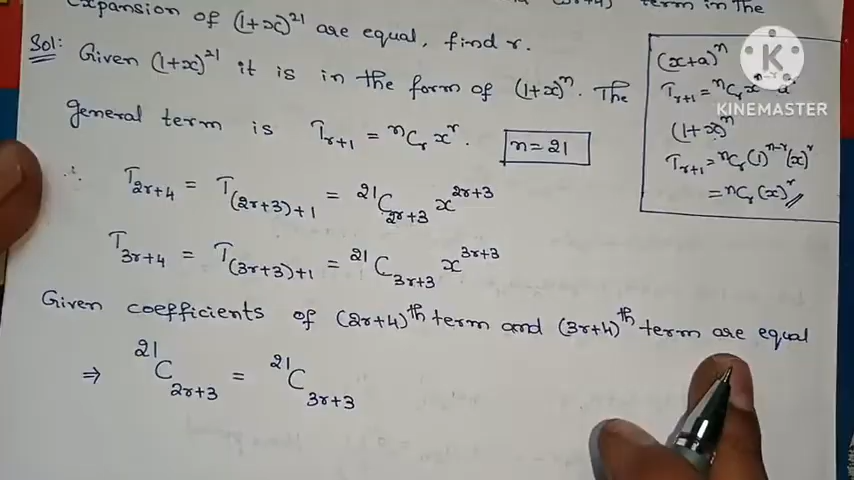 Expansion of (1+x)²¹ are equal, find r.
Sol: Given (1+x)²¹ it is in the form of (1+x)ⁿ. The
general term is T_{r+1} = ⁿC_r xʳ. n=21
∴ T_{2r+4} = T_{(2r+3)+1} = ²¹C_{2r+3} x^{2r+3}
T_{3r+4} = T_{(3r+3)+1} = ²¹C_{3r+3} x^{3r+3}
Given coefficients of (2r+4)ᵗʰ term and (3r+4)ᵗʰ term are equal
⇒ ²¹C_{2r+3} = ²¹C_{3r+3}
(x+a)ⁿ
T_{r+1} = ⁿC_r x
(1+x)ⁿ
T_{r+1} = ⁿC_r (1)^{n-r} (x)ʳ
= ⁿC_r (x)ʳ //
K
KINEMASTER